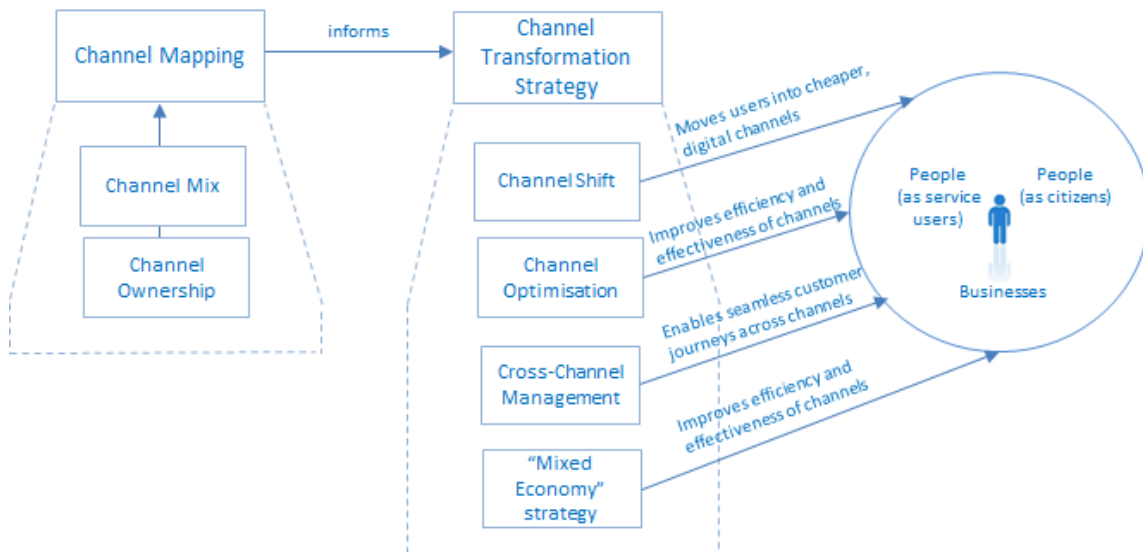 Channel Mapping
informs
Channel
Transformation
Strategy
Channel Mix
Channel
Ownership
Channel Shift
Channel
Optimisation
Cross-Channel
Management
“Mixed
Economy”
strategy
Moves users into cheaper,
digital channels
Improves efficiency and
effectiveness of channels
Enables seamless customer
journeys across channels
Improves efficiency and
effectiveness of channels
People
(as service
users)
People
(as citizens)
Businesses